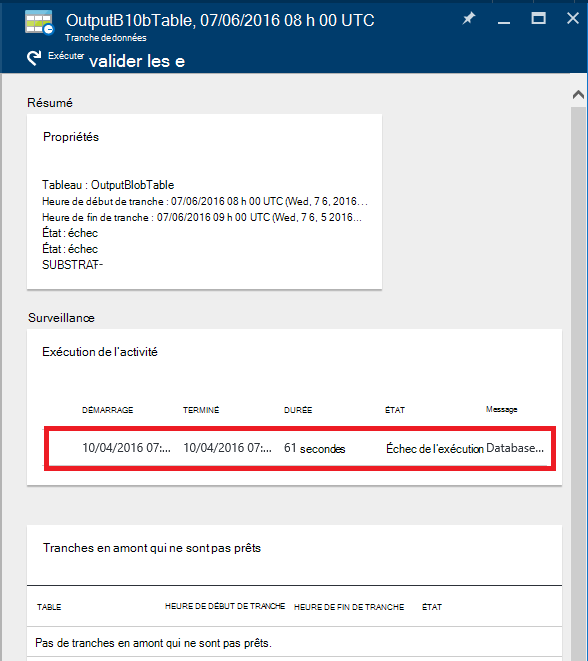 OutputB10bTable, 07/06/2016 08 h 00 UTC
Tranche de données
Exécuter valider les e
Résumé
Propriétés
Tableau : OutputBlobTable
Heure de début de tranche : 07/06/2016 08 h 00 UTC (Wed, 7 6, 2016...
Heure de fin de tranche : 07/06/2016 09 h 00 UTC (Wed, 7 6, 5 2016...
État : échec
État : échec
SUBSTRAT--
Surveillance
Exécution de l'activité
DÉMARRAGE TERMINÉ DURÉE ÉTAT Message
10/04/2016 07:... 10/04/2016 07:... 61 secondes Échec de l'exécution Database...
Tranches en amont qui ne sont pas prêts
TABLE HEURE DE DÉBUT DE TRANCHE HEURE DE FIN DE TRANCHE ÉTAT
Pas de tranches en amont qui ne sont pas prêts.